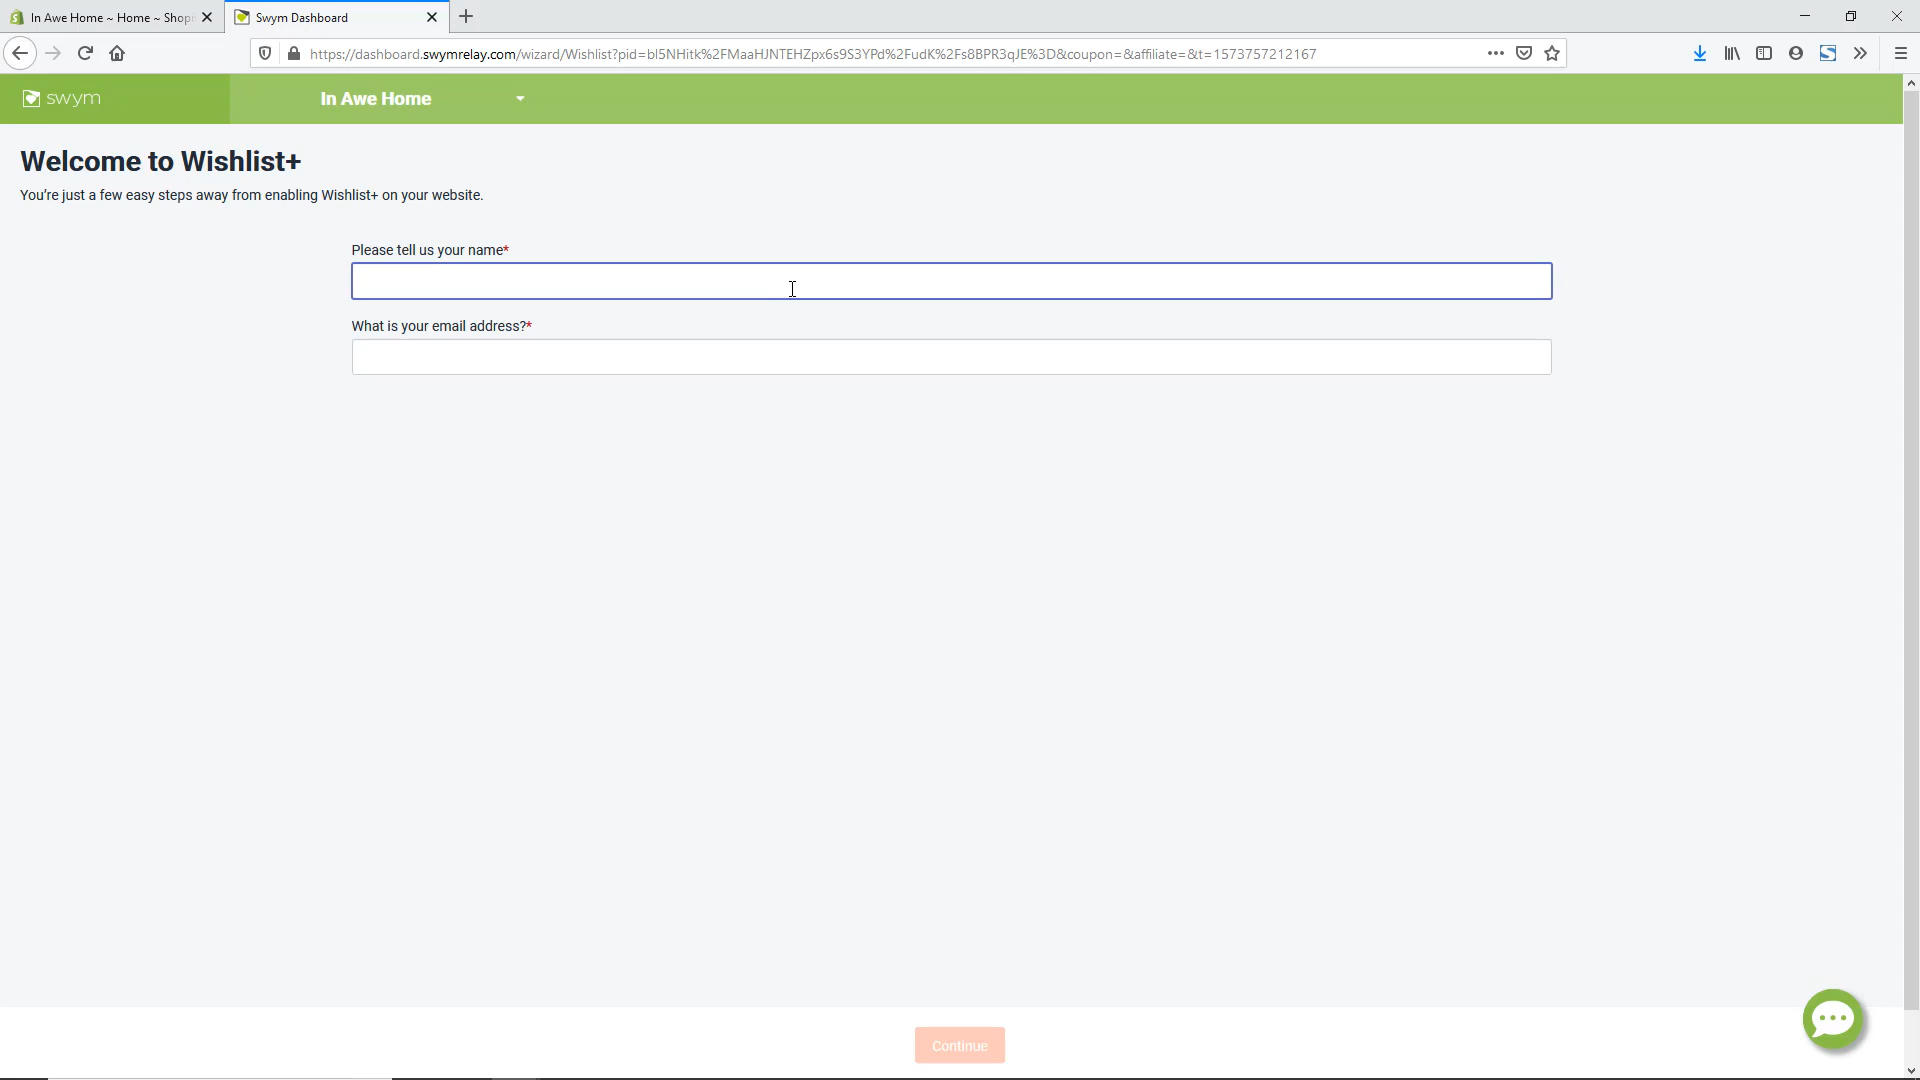 In Awe Home ~ Home ~ Shopi
Swym Dashboard
https://dashboard.swymrelay.com/wizard/Wishlist?pid=bl5NHitk%2FMaaHJNTEHZpx6s9S3YPd%2FudK%2Fs8BPR3qJE%3D&coupon=&affiliate=&t=1573757212167
swym
In Awe Home
Welcome to Wishlist+
You're just a few easy steps away from enabling Wishlist+ on your website.
Please tell us your name*
What is your email address?*
Continue